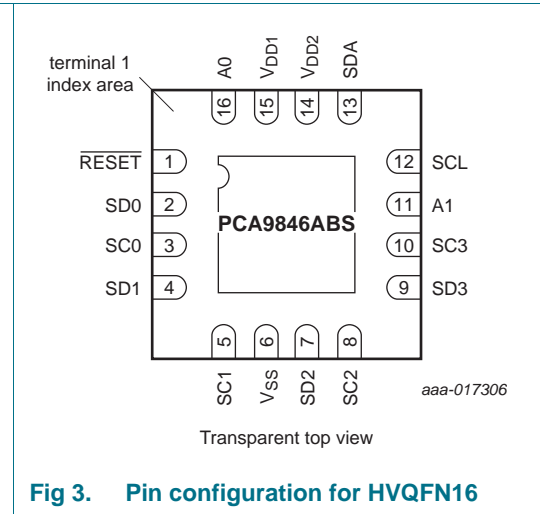 terminal 1
index area
A0
VDD1
VDD2
SDA
16
15
14
13
RESET
1
12
SCL
SD0
2
11
A1
PCA9846ABS
SC0
3
10
SC3
SD1
4
9
SD3
5
6
7
8
SC1
VSS
SD2
SC2
aaa-017306
Transparent top view
Fig 3. Pin configuration for HVQFN16